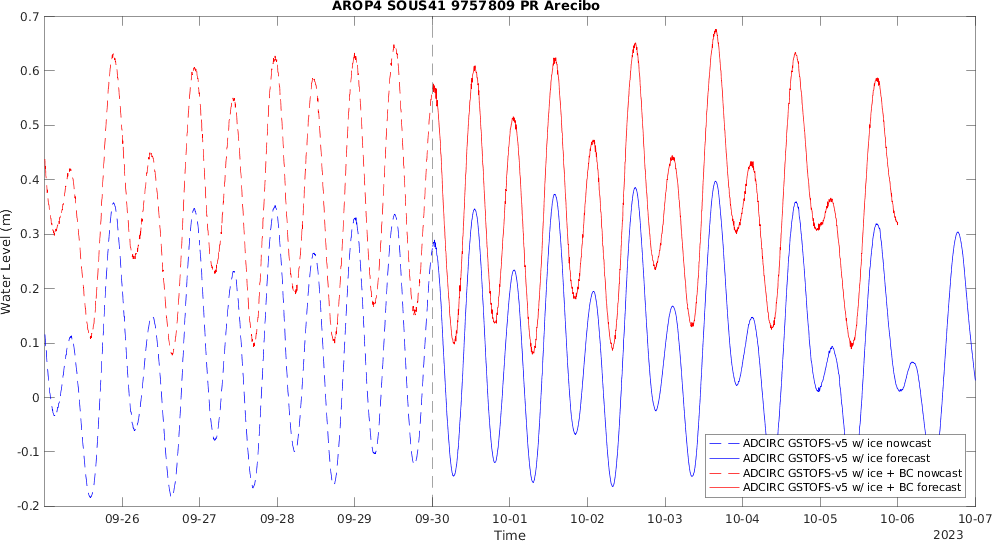 AROP4 SOUS41 9757809 PR Arecibo
0.7
0.6
0.5
0.4
0.3
0.2
0.1
0
-0.1
-0.2
Water Level (m)
09-26 09-27 09-28 09-29 09-30 10-01 10-02 10-03 10-04 10-05 10-06 10-07
Time
2023
ADCIRC GSTOFS-v5 w/ ice nowcast
ADCIRC GSTOFS-v5 w/ ice forecast
ADCIRC GSTOFS-v5 w/ ice + BC nowcast
ADCIRC GSTOFS-v5 w/ ice + BC forecast